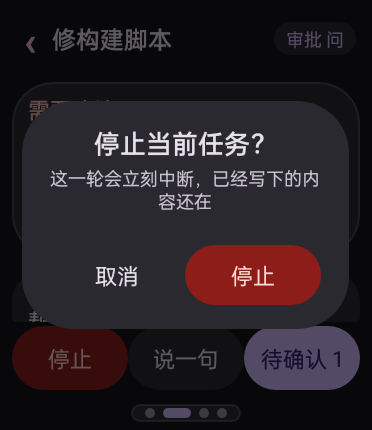 修构建脚本
审批 问
停止当前任务？
这一轮会立刻中断，已经写下的内
容还在
取消
停止
停止
说一句
待确认 1